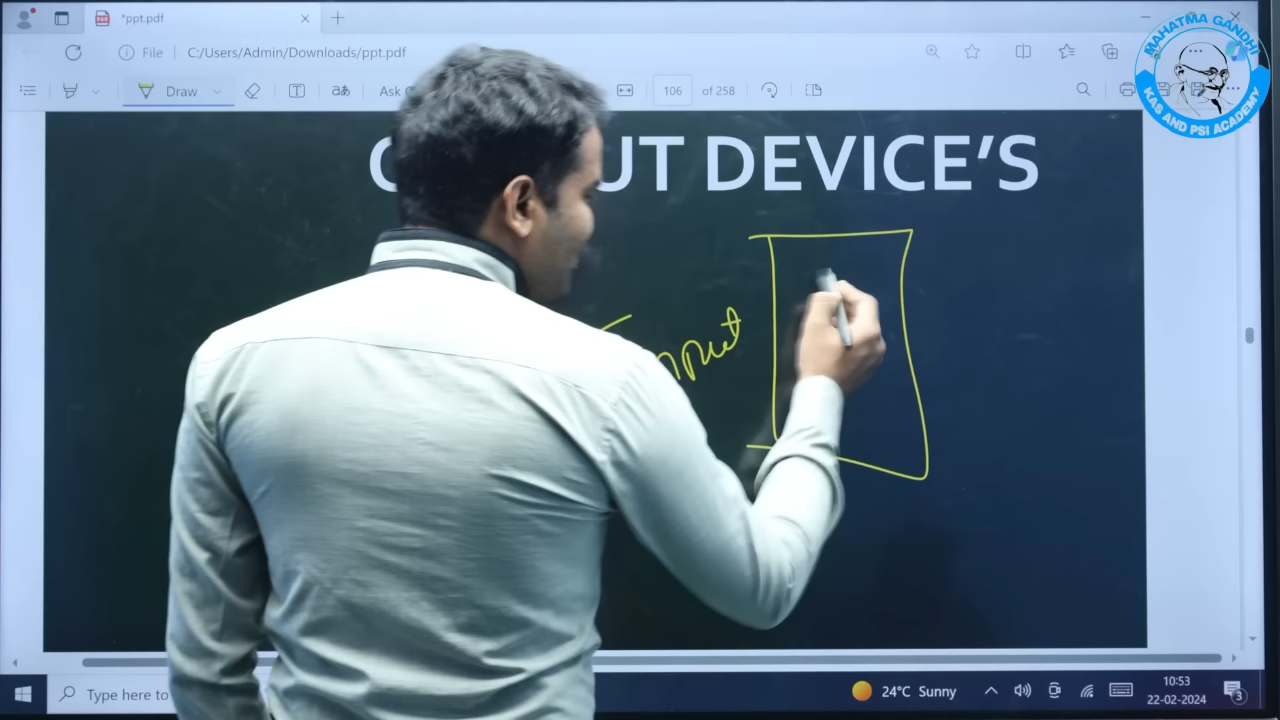 *ppt.pdf
File C:/Users/Admin/Downloads/ppt.pdf
Draw Ask 106 of 258
MAHATMA GANDHI
KAS AND PSI ACADEMY
UT DEVICE'S
Type here to
24°C Sunny
10:53
22-02-2024
3